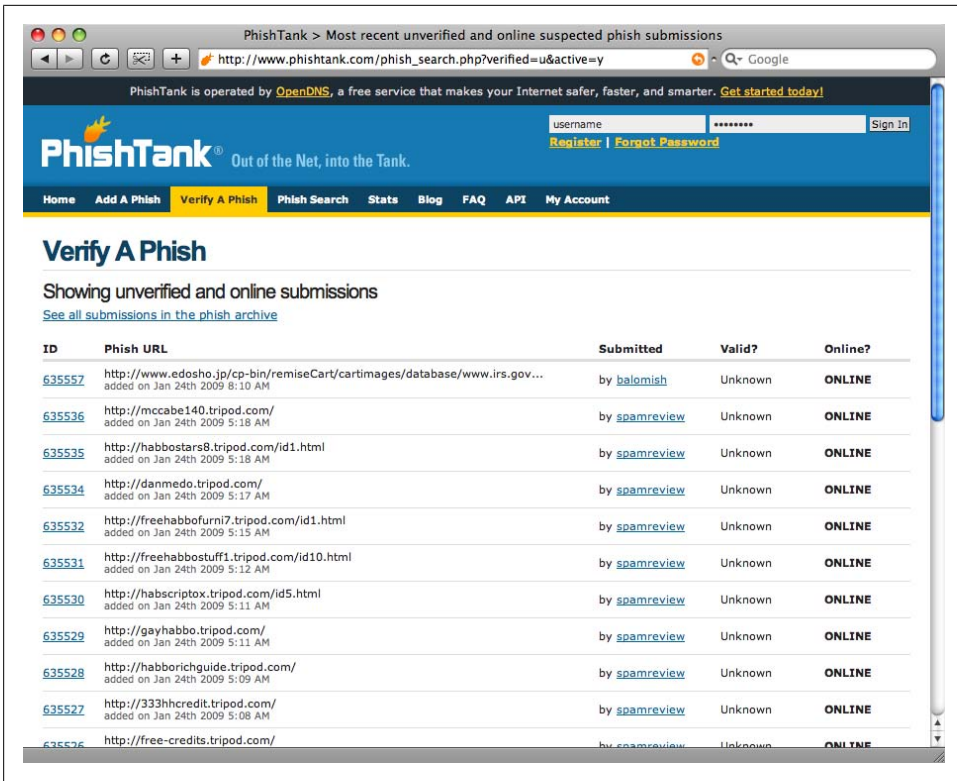 PhishTank > Most recent unverified and online suspected phish submissions
http://www.phishtank.com/phish_search.php?verified=u&active=y
Google
PhishTank is operated by OpenDNS, a free service that makes your Internet safer, faster, and smarter. Get started today!
username
•••••••• Sign In
Register | Forgot Password
PhishTank® Out of the Net, into the Tank.
Home Add A Phish Verify A Phish Phish Search Stats Blog FAQ API My Account
Verify A Phish
Showing unverified and online submissions
See all submissions in the phish archive
ID Phish URL Submitted Valid? Online?
635557 http://www.edosho.jp/cp-bin/remiseCart/cartimages/database/www.irs.gov... by balomish Unknown ONLINE
added on Jan 24th 2009 8:10 AM
635536 http://mccabe140.tripod.com/ by spamreview Unknown ONLINE
added on Jan 24th 2009 5:18 AM
635535 http://habbostars8.tripod.com/id1.html by spamreview Unknown ONLINE
added on Jan 24th 2009 5:18 AM
635534 http://danmedo.tripod.com/ by spamreview Unknown ONLINE
added on Jan 24th 2009 5:17 AM
635532 http://freehabbofurni7.tripod.com/id1.html by spamreview Unknown ONLINE
added on Jan 24th 2009 5:15 AM
635531 http://freehabbostuff1.tripod.com/id10.html by spamreview Unknown ONLINE
added on Jan 24th 2009 5:12 AM
635530 http://habscriptox.tripod.com/id5.html by spamreview Unknown ONLINE
added on Jan 24th 2009 5:11 AM
635529 http://gayhabbo.tripod.com/ by spamreview Unknown ONLINE
added on Jan 24th 2009 5:11 AM
635528 http://habborichguide.tripod.com/ by spamreview Unknown ONLINE
added on Jan 24th 2009 5:09 AM
635527 http://333hhcredit.tripod.com/ by spamreview Unknown ONLINE
added on Jan 24th 2009 5:08 AM
635526 http://free-credits.tripod.com/ by spamreview Unknown ONLINE